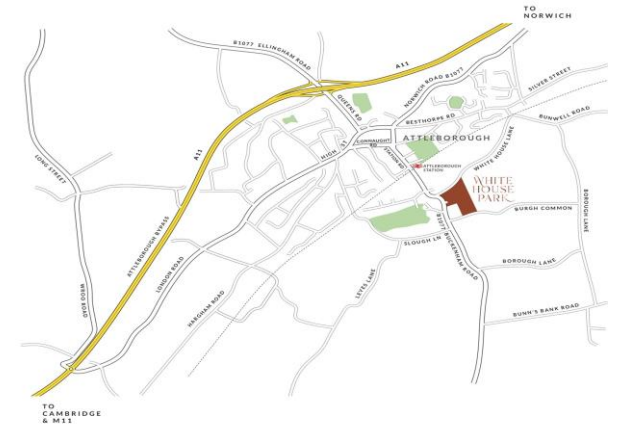 TO
NORWICH
B1077 ELLINGHAM ROAD
A11
NORWICH ROAD B1077
SILVER STREET
QUEENS RD
BESTHORPE RD
BUNWELL ROAD
ATTLEBOROUGH
CONNAUGHT
RD
HIGH ST
STATION RD
WHITE HOUSE LANE
A11
LONG STREET
ATTLEBOROUGH
STATION
WHITE
HOUSE
PARK
BURGH COMMON
BOROUGH LANE
B1077 BUCKENHAM ROAD
SLOUGH LN
ATTLEBOROUGH BYPASS
BOROUGH LANE
LONDON ROAD
LEYES LANE
WROO ROAD
HARGHAM ROAD
BUNN'S BANK ROAD
TO
CAMBRIDGE
& M11